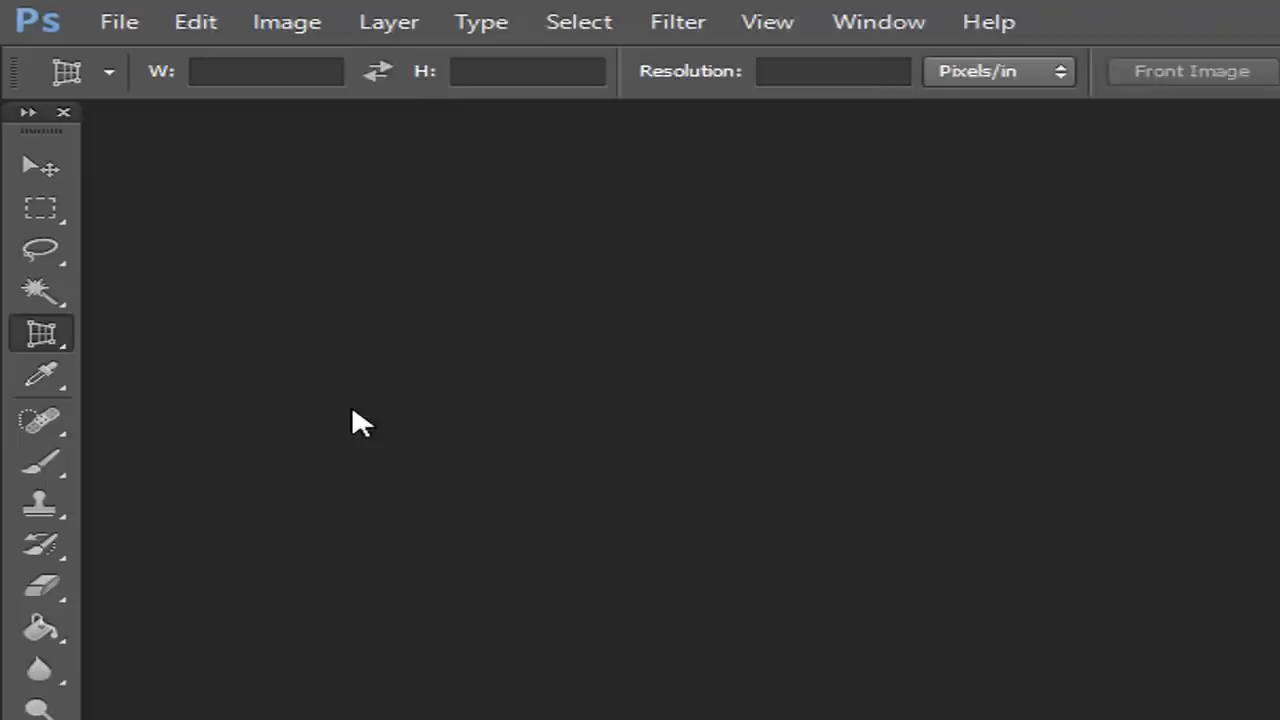 Ps File Edit Image Layer Type Select Filter View Window Help
W: H: Resolution: Pixels/in Front Image